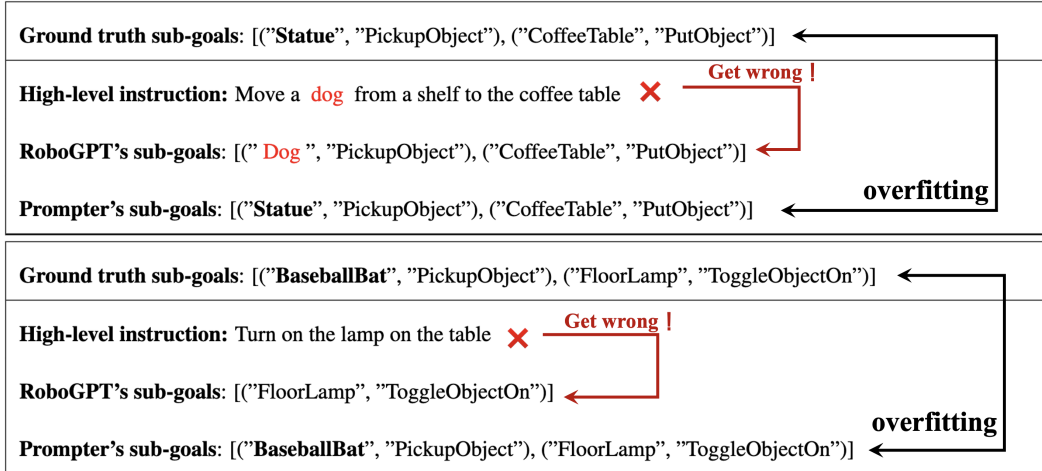 Ground truth sub-goals: [(”Statue”, ”PickupObject”), (”CoffeeTable”, ”PutObject”)]
Get wrong！
High-level instruction: Move a dog from a shelf to the coffee table
RoboGPT’s sub-goals: [(” Dog ”, ”PickupObject”), (”CoffeeTable”, ”PutObject”)]
overfitting
Prompter’s sub-goals: [(”Statue”, ”PickupObject”), (”CoffeeTable”, ”PutObject”)]
Ground truth sub-goals: [(”BaseballBat”, ”PickupObject”), (”FloorLamp”, ”ToggleObjectOn”)]
Get wrong！
High-level instruction: Turn on the lamp on the table
RoboGPT’s sub-goals: [(”FloorLamp”, ”ToggleObjectOn”)]
overfitting
Prompter’s sub-goals: [(”BaseballBat”, ”PickupObject”), (”FloorLamp”, ”ToggleObjectOn”)]